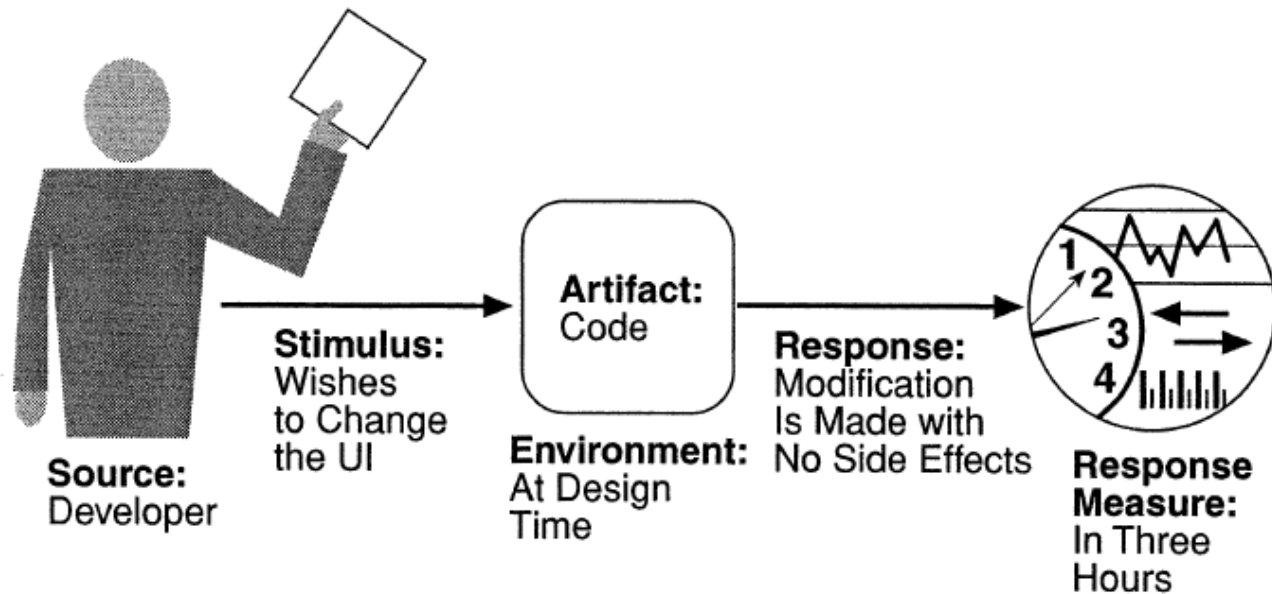 Source:
Developer
Stimulus:
Wishes
to Change
the UI
Artifact:
Code
Environment:
At Design
Time
Response:
Modification
Is Made with
No Side Effects
1
2
3
4
Response
Measure:
In Three
Hours